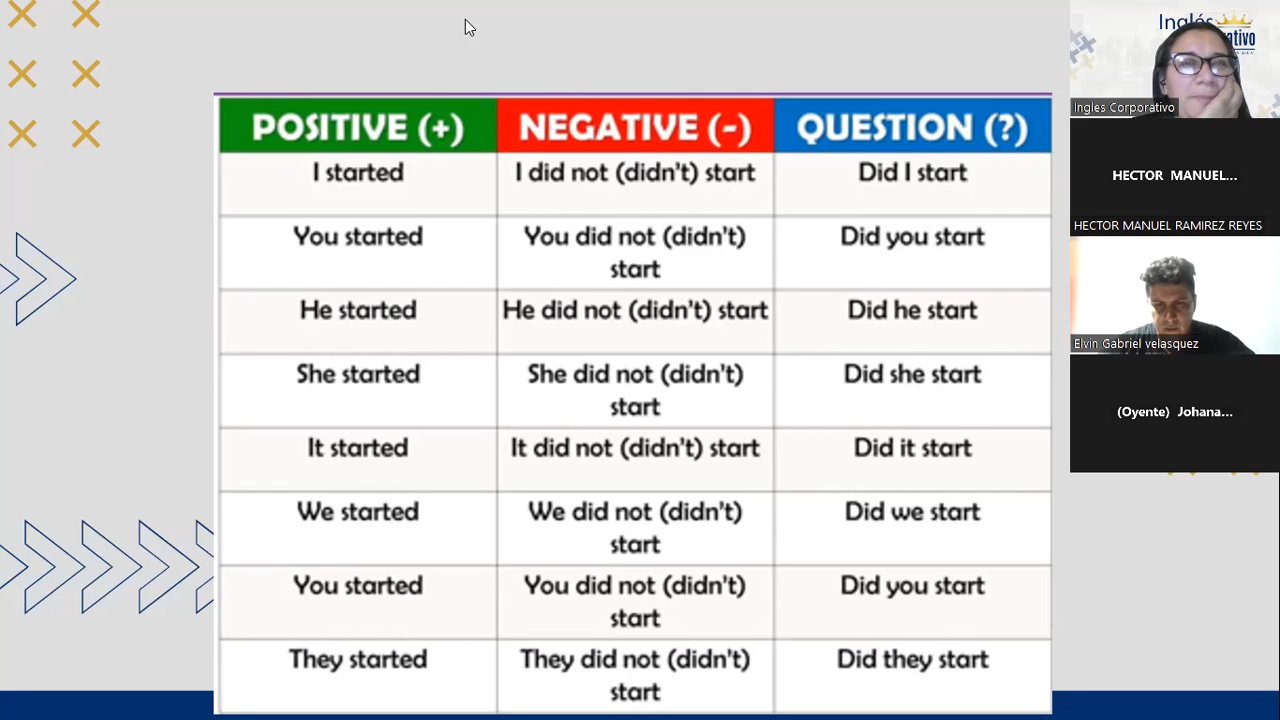 POSITIVE (+) NEGATIVE (-) QUESTION (?)
I started I did not (didn't) start Did I start
You started You did not (didn't) start Did you start
He started He did not (didn't) start Did he start
She started She did not (didn't) start Did she start
It started It did not (didn't) start Did it start
We started We did not (didn't) start Did we start
You started You did not (didn't) start Did you start
They started They did not (didn't) start Did they start
Inglés
Ingles Corporativo
HECTOR MANUEL...
HECTOR MANUEL RAMIREZ REYES
Elvin Gabriel velasquez
(Oyente) Johana...